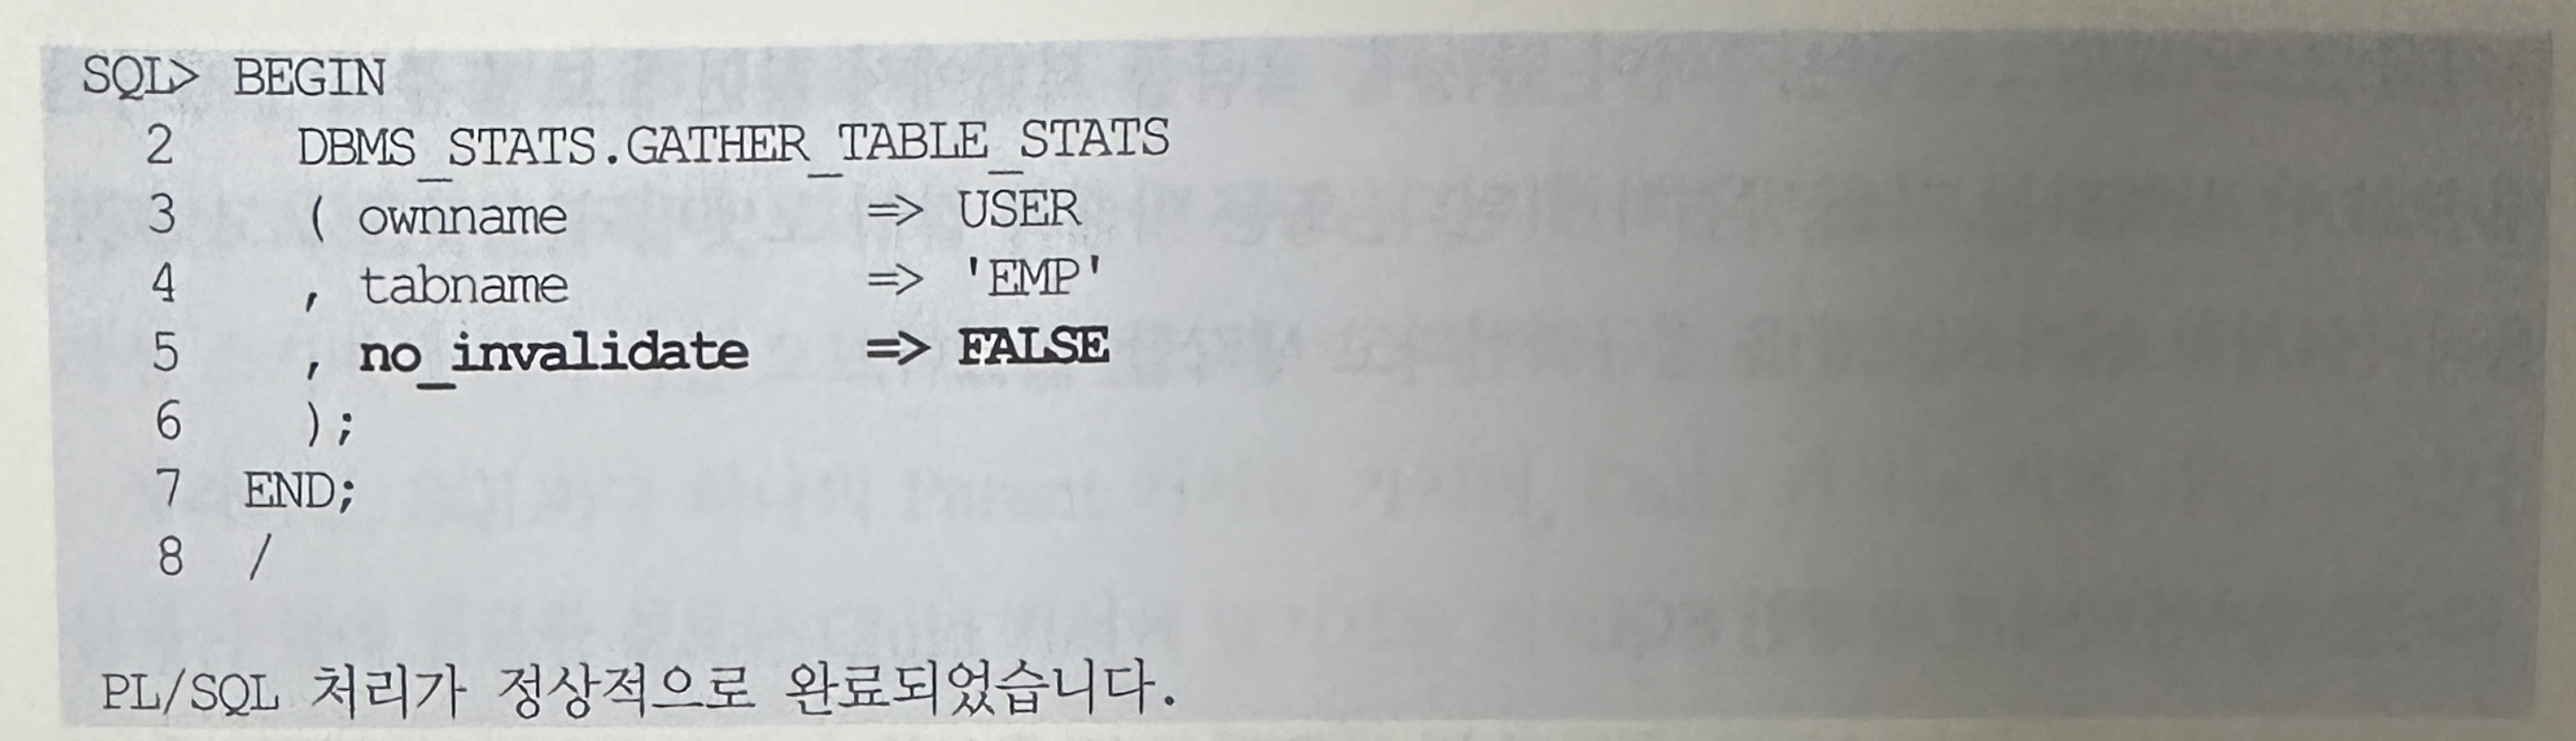 SQL> BEGIN
2 DBMS_STATS.GATHER_TABLE_STATS
3 ( ownname => USER
4 , tabname => 'EMP'
5 , no_invalidate => FALSE
6 );
7 END;
8 /
PL/SQL 처리가 정상적으로 완료되었습니다.